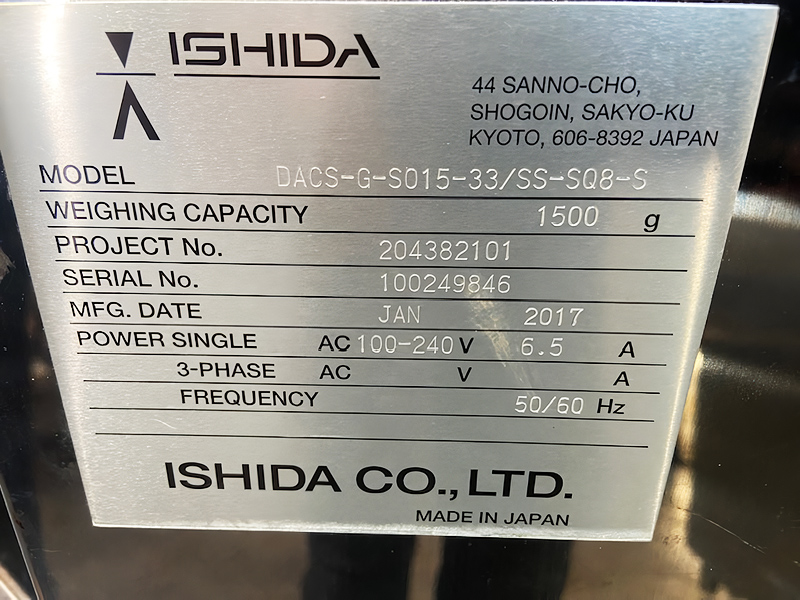 ISHIDA
44 SANNO-CHO,
SHOGOIN, SAKYO-KU
KYOTO, 606-8392 JAPAN
MODEL DACS-G-S015-33/SS-SQ8-S
WEIGHING CAPACITY 1500 g
PROJECT No. 204382101
SERIAL No. 100249846
MFG. DATE JAN 2017
POWER SINGLE AC 100-240 V 6.5 A
3-PHASE AC V A
FREQUENCY 50/60 Hz
ISHIDA CO., LTD.
MADE IN JAPAN